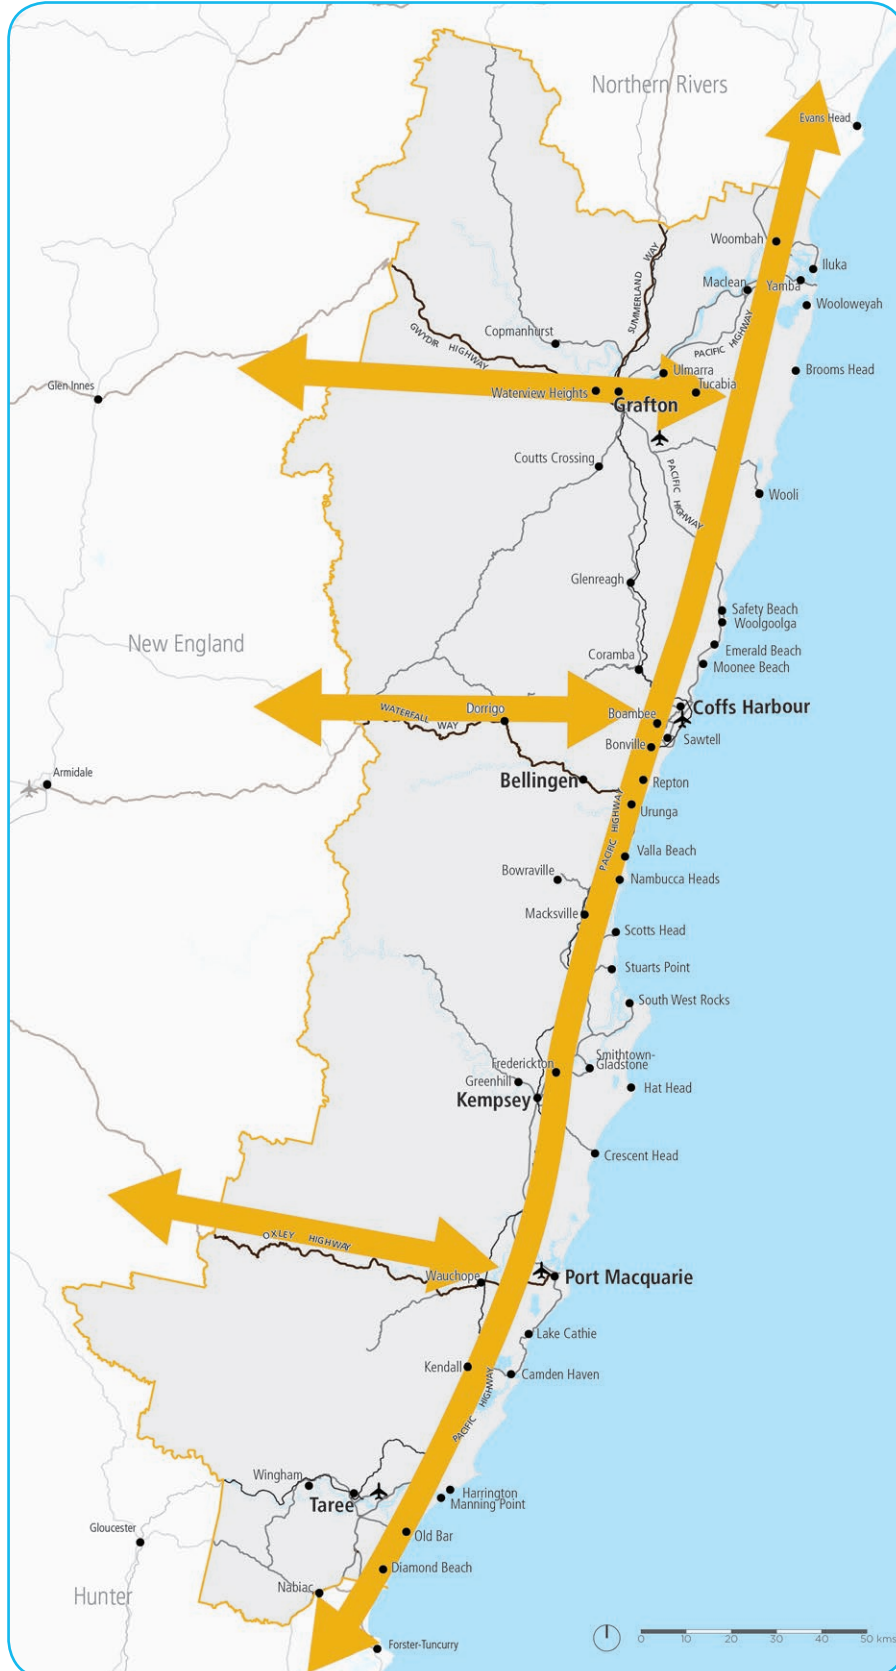 Northern Rivers
Evans Head
Woombah
Iluka
Maclean
Yamba
Wooloweyah
SUMMERLAND WAY
GWYDIR HIGHWAY
Copmanhurst
PACIFIC HIGHWAY
Glen Innes
Ulmarra
Brooms Head
Tucabia
Waterview Heights
Grafton
Coutts Crossing
PACIFIC HIGHWAY
Wooli
Glenreagh
Safety Beach
Woolgoolga
New England
Emerald Beach
Coramba
Moonee Beach
WATERFALL WAY
Dorrigo
Coffs Harbour
Boambee
Sawtell
Bonville
Armidale
Bellingen
Repton
Urunga
PACIFIC HIGHWAY
Valla Beach
Bowraville
Nambucca Heads
Macksville
Scotts Head
Stuarts Point
South West Rocks
Smithtown-
Gladstone
Frederickton
Greenhill
Hat Head
Kempsey
Crescent Head
OXLEY HIGHWAY
Wauchope
Port Macquarie
Lake Cathie
Kendall
Camden Haven
PACIFIC HIGHWAY
Wingham
Harrington
Taree
Manning Point
Gloucester
Old Bar
Diamond Beach
Nabiac
Hunter
Forster-Tuncurry
0 10 20 30 40 50 kms